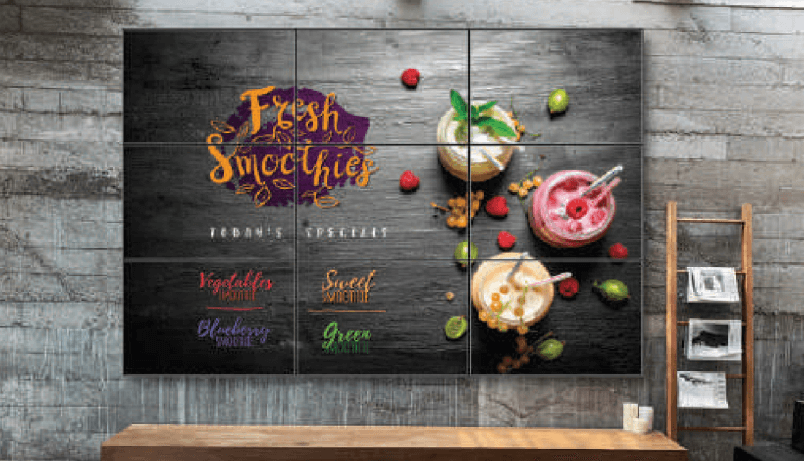 Fresh
Smoothies
TODAY'S SPECIALS
Vegetables
SMOOTHIE
Sweet
SMOOTHIE
Blueberry
SMOOTHIE
Green
SMOOTHIE